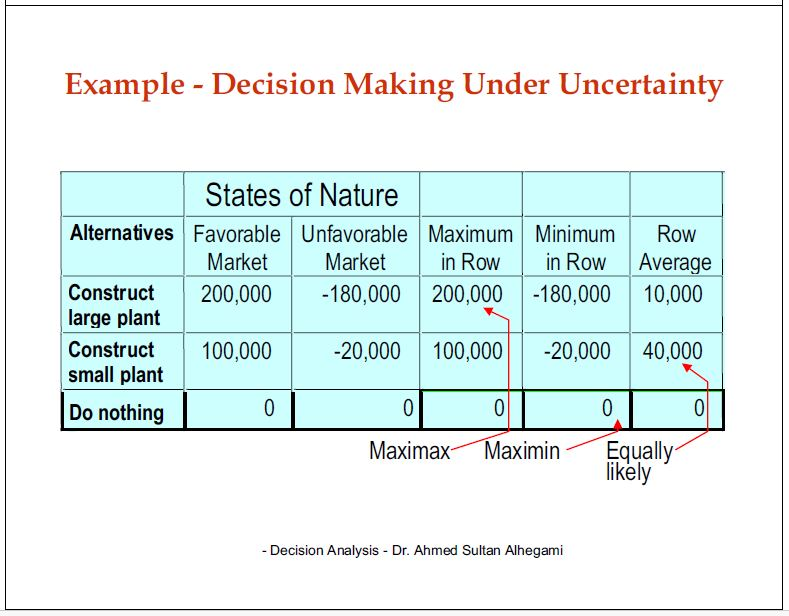 Example - Decision Making Under Uncertainty
States of Nature
Alternatives Favorable Market Unfavorable Market Maximum in Row Minimum in Row Row Average
Construct large plant 200,000 -180,000 200,000 -180,000 10,000
Construct small plant 100,000 -20,000 100,000 -20,000 40,000
Do nothing 0 0 0 0 0
Maximax Maximin Equally likely
- Decision Analysis - Dr. Ahmed Sultan Alhegami